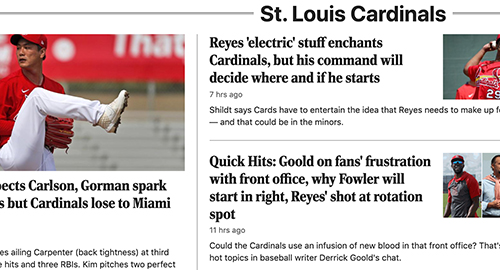 St. Louis Cardinals
ects Carlson, Gorman spark
s but Cardinals lose to Miami
es ailing Carpenter (back tightness) at third
e hits and three RBIs. Kim pitches two perfect
Reyes 'electric' stuff enchants
Cardinals, but his command will
decide where and if he starts
7 hrs ago
Shildt says Cards have to entertain the idea that Reyes needs to make up f
— and that could be in the minors.
Quick Hits: Goold on fans' frustration
with front office, why Fowler will
start in right, Reyes' shot at rotation
spot
11 hrs ago
Could the Cardinals use an infusion of new blood in that front office? That's
hot topics in baseball writer Derrick Goold's chat.